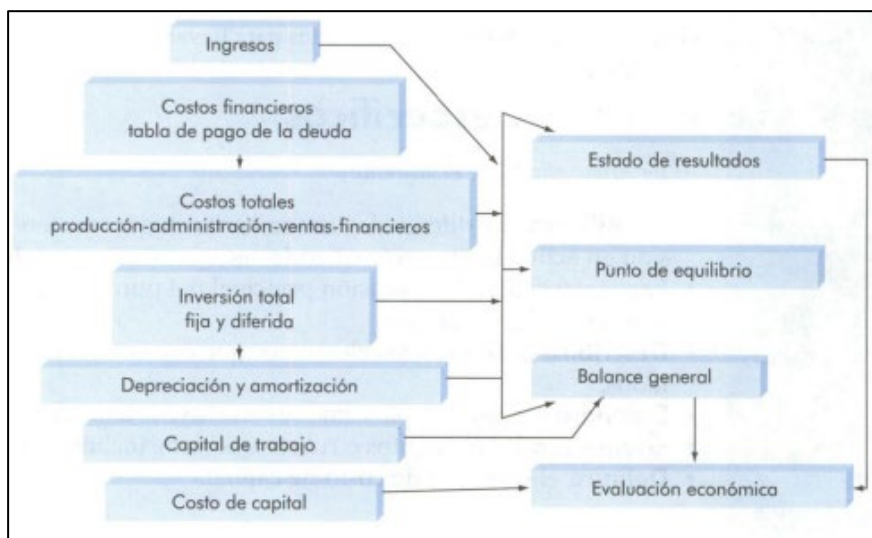 Ingresos
Costos financieros
tabla de pago de la deuda
Costos totales
producción-administración-ventas-financieros
Inversión total
fija y diferida
Depreciación y amortización
Capital de trabajo
Costo de capital
Estado de resultados
Punto de equilibrio
Balance general
Evaluación económica